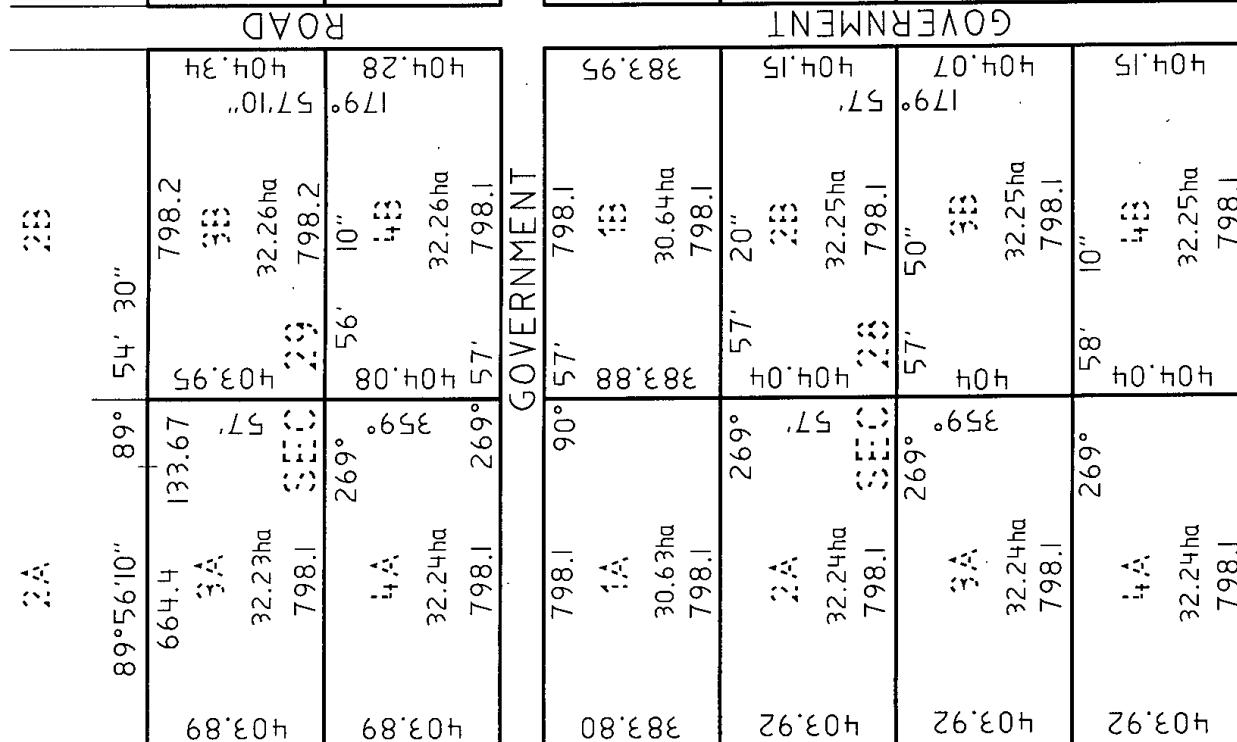 GOVERNMENT ROAD
404.34
404.28
383.95
404.15
404.07
404.15
57'10"
179°
57'
179°
2B
54' 30"
798.2
3B
32.26ha
798.2
29
403.95
10"
56'
4B
32.26ha
798.1
57'
404.08
GOVERNMENT
798.1
57'
1B
30.64ha
798.1
383.88
20"
57'
2B
32.25ha
798.1
28
404.04
50"
57'
3B
32.25ha
798.1
404
10"
58'
4B
32.25ha
798.1
404.04
2A
89°56'10"
89°
133.67
664.4
57'
3A
32.23ha
798.1
SEC
403.89
269°
359°
4A
32.24ha
798.1
269°
403.89
90°
798.1
1A
30.63ha
798.1
383.80
269°
57'
2A
32.24ha
798.1
SEC
403.92
269°
359°
3A
32.24ha
798.1
403.92
269°
4A
32.24ha
798.1
403.92